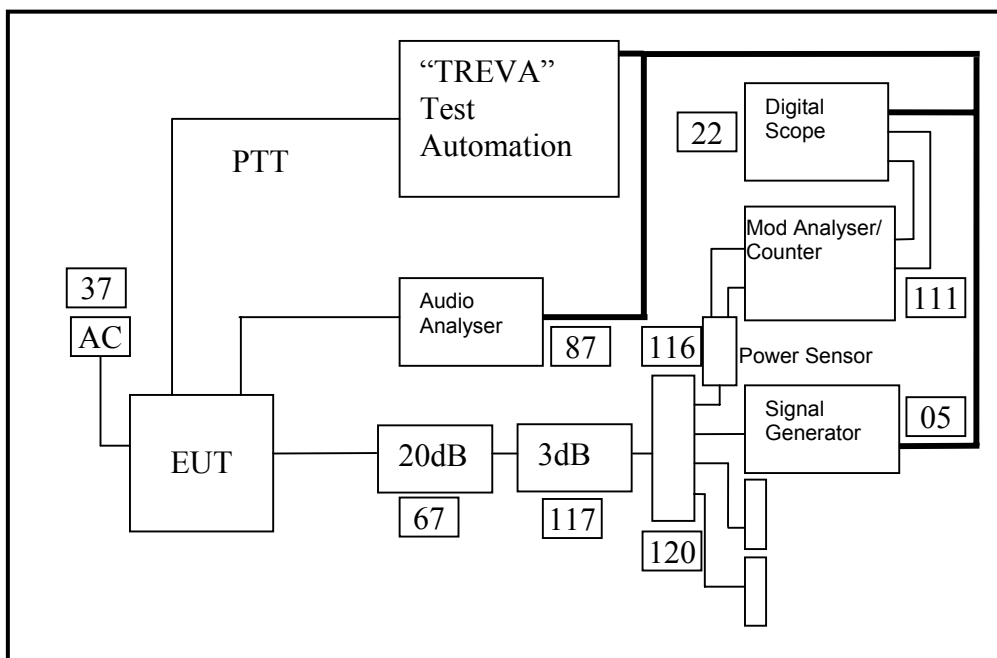 “TREVA”
Test
Automation
PTT
Digital
Scope
22
Mod Analyser/
Counter
111
37
AC
Audio
Analyser
87
116
Power Sensor
Signal
Generator
05
EUT
20dB
67
3dB
117
120